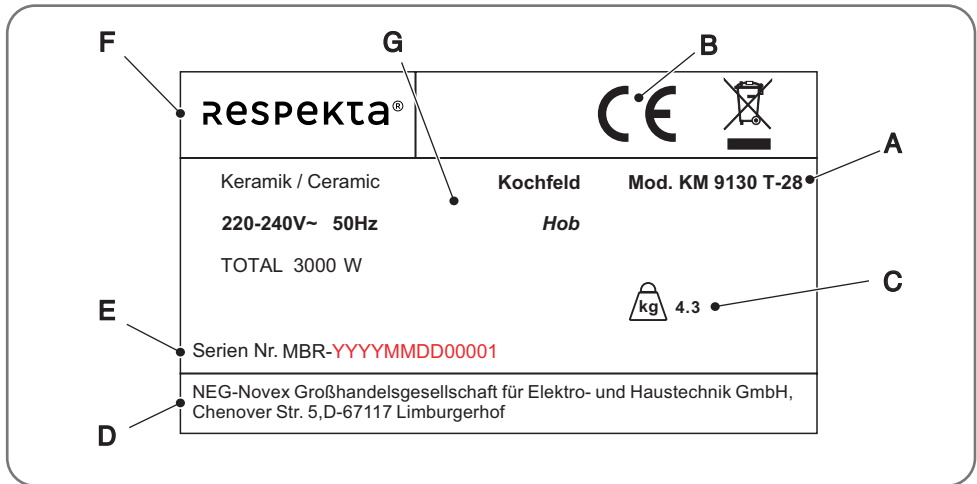 F G B
Respekta® CE
A
Keramik / Ceramic Kochfeld Mod. KM 9130 T-28
220-240V~ 50Hz Hob
TOTAL 3000 W
C
kg 4.3
E
Serien Nr. MBR-YYYYMMDD00001
NEG-Novex Großhandelsgesellschaft für Elektro- und Haustechnik GmbH,
Chenover Str. 5,D-67117 Limburgerhof
D